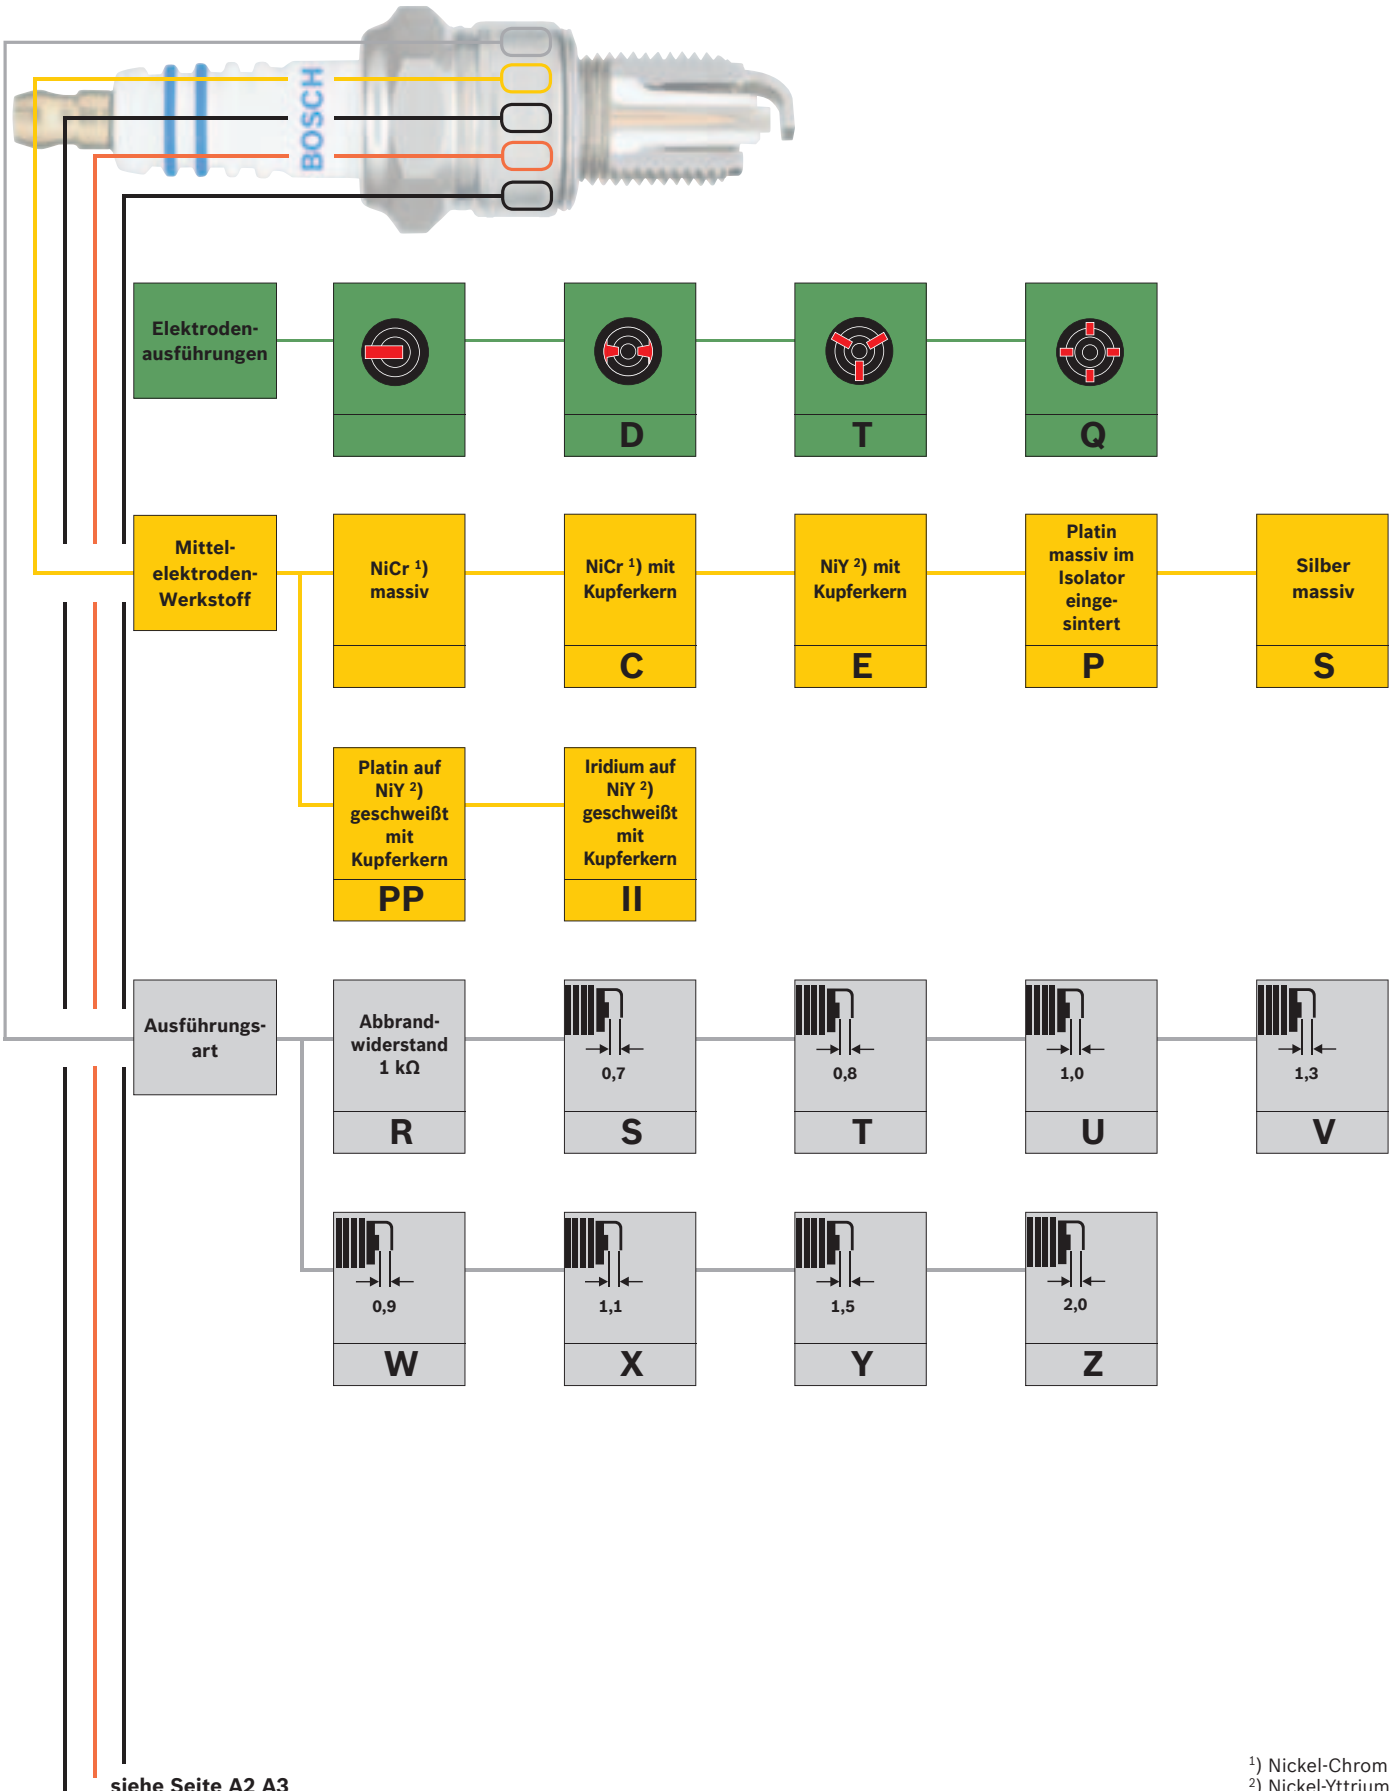 BOSCH
Elektroden-
ausführungen
D
T
Q
Mittel-
elektroden-
Werkstoff
NiCr ¹)
massiv
NiCr ¹) mit
Kupferkern
C
NiY ²) mit
Kupferkern
E
Platin
massiv im
Isolator
einge-
sintert
P
Silber
massiv
S
Platin auf
NiY ²)
geschweißt
mit
Kupferkern
PP
Iridium auf
NiY ²)
geschweißt
mit
Kupferkern
II
Ausführungs-
art
Abbrand-
widerstand
1 kΩ
R
0,7
S
0,8
T
1,0
U
1,3
V
0,9
W
1,1
X
1,5
Y
2,0
Z
siehe Seite A2 A3
¹) Nickel-Chrom
²) Nickel-Yttrium